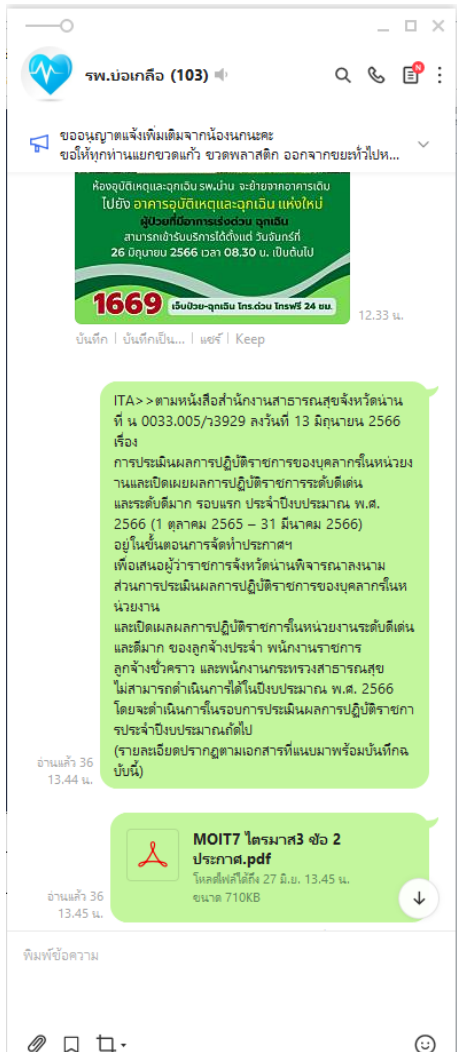 รพ.บ่อเกลือ (103)
N
ขออนุญาตแจ้งเพิ่มเติมจากน้องนกนะคะ
ขอให้ทุกท่านแยกขวดแก้ว ขวดพลาสติก ออกจากขยะทั่วไปห...
ห้องอุบัติเหตุและฉุกเฉิน รพ.น่าน จะย้ายจากอาคารเดิม
ไปยัง อาคารอุบัติเหตุและฉุกเฉิน แห่งใหม่
ผู้ป่วยที่มีอาการเร่งด่วน ฉุกเฉิน
สามารถเข้ารับบริการได้ตั้งแต่ วันจันทร์ที่
26 มิถุนายน 2566 เวลา 08.30 น. เป็นต้นไป
1669 เจ็บป่วย-ฉุกเฉิน โทร.ด่วน โทรฟรี 24 ชม.
12.33 น.
บันทึก | บันทึกเป็น... | แชร์ | Keep
ITA>>ตามหนังสือสำนักงานสาธารณสุขจังหวัดน่าน
ที่ น 0033.005/ว3929 ลงวันที่ 13 มิถุนายน 2566
เรื่อง
การประเมินผลการปฏิบัติราชการของบุคลากรในหน่วยง
านและเปิดเผยผลการปฏิบัติราชการระดับดีเด่น
และระดับดีมาก รอบแรก ประจำปีงบประมาณ พ.ศ.
2566 (1 ตุลาคม 2565 – 31 มีนาคม 2566)
อยู่ในขั้นตอนการจัดทำประกาศฯ
เพื่อเสนอผู้ว่าราชการจังหวัดน่านพิจารณาลงนาม
ส่วนการประเมินผลการปฏิบัติราชการของบุคลากรในห
น่วยงาน
และเปิดเผลผลการปฏิบัติราชการในหน่วยงานระดับดีเด่น
และดีมาก ของลูกจ้างประจำ พนักงานราชการ
ลูกจ้างชั่วคราว และพนักงานกระทรวงสาธารณสุข
ไม่สามารถดำเนินการได้ในปีงบประมาณ พ.ศ. 2566
โดยจะดำเนินการในรอบการประเมินผลการปฏิบัติราชกา
รประจำปีงบประมาณถัดไป
(รายละเอียดปรากฏตามเอกสารที่แนบมาพร้อมบันทึกฉ
บับนี้)
อ่านแล้ว 36
13.44 น.
MOIT7 ไตรมาส3 ข้อ 2
ประกาศ.pdf
โหลดไฟล์ได้ถึง 27 มิ.ย. 13.45 น.
ขนาด 710KB
อ่านแล้ว 36
13.45 น.
พิมพ์ข้อความ